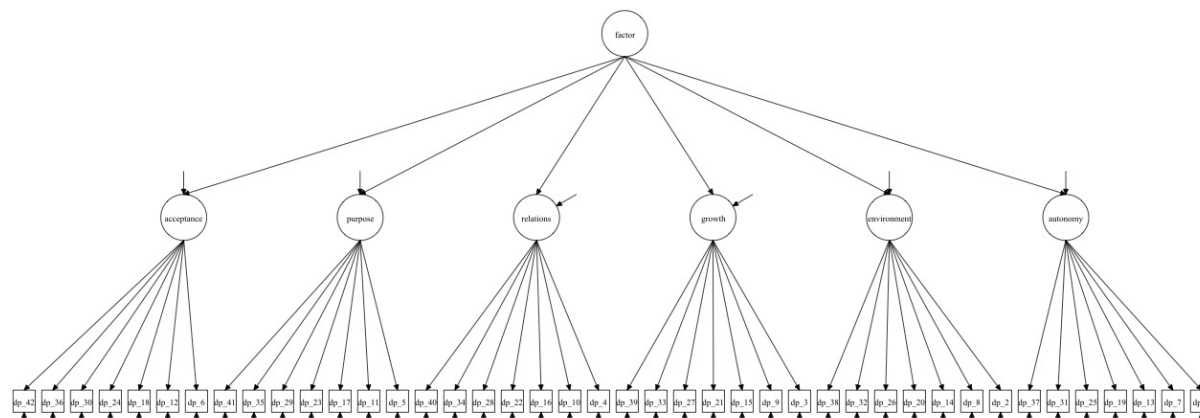 factor
acceptance purpose relations growth environment autonomy
dp_42 dp_36 dp_30 dp_24 dp_18 dp_12 dp_6 dp_41 dp_35 dp_29 dp_23 dp_17 dp_11 dp_5 dp_40 dp_34 dp_28 dp_22 dp_16 dp_10 dp_4 dp_39 dp_33 dp_27 dp_21 dp_15 dp_9 dp_3 dp_38 dp_32 dp_26 dp_20 dp_14 dp_8 dp_2 dp_37 dp_31 dp_25 dp_19 dp_13 dp_7